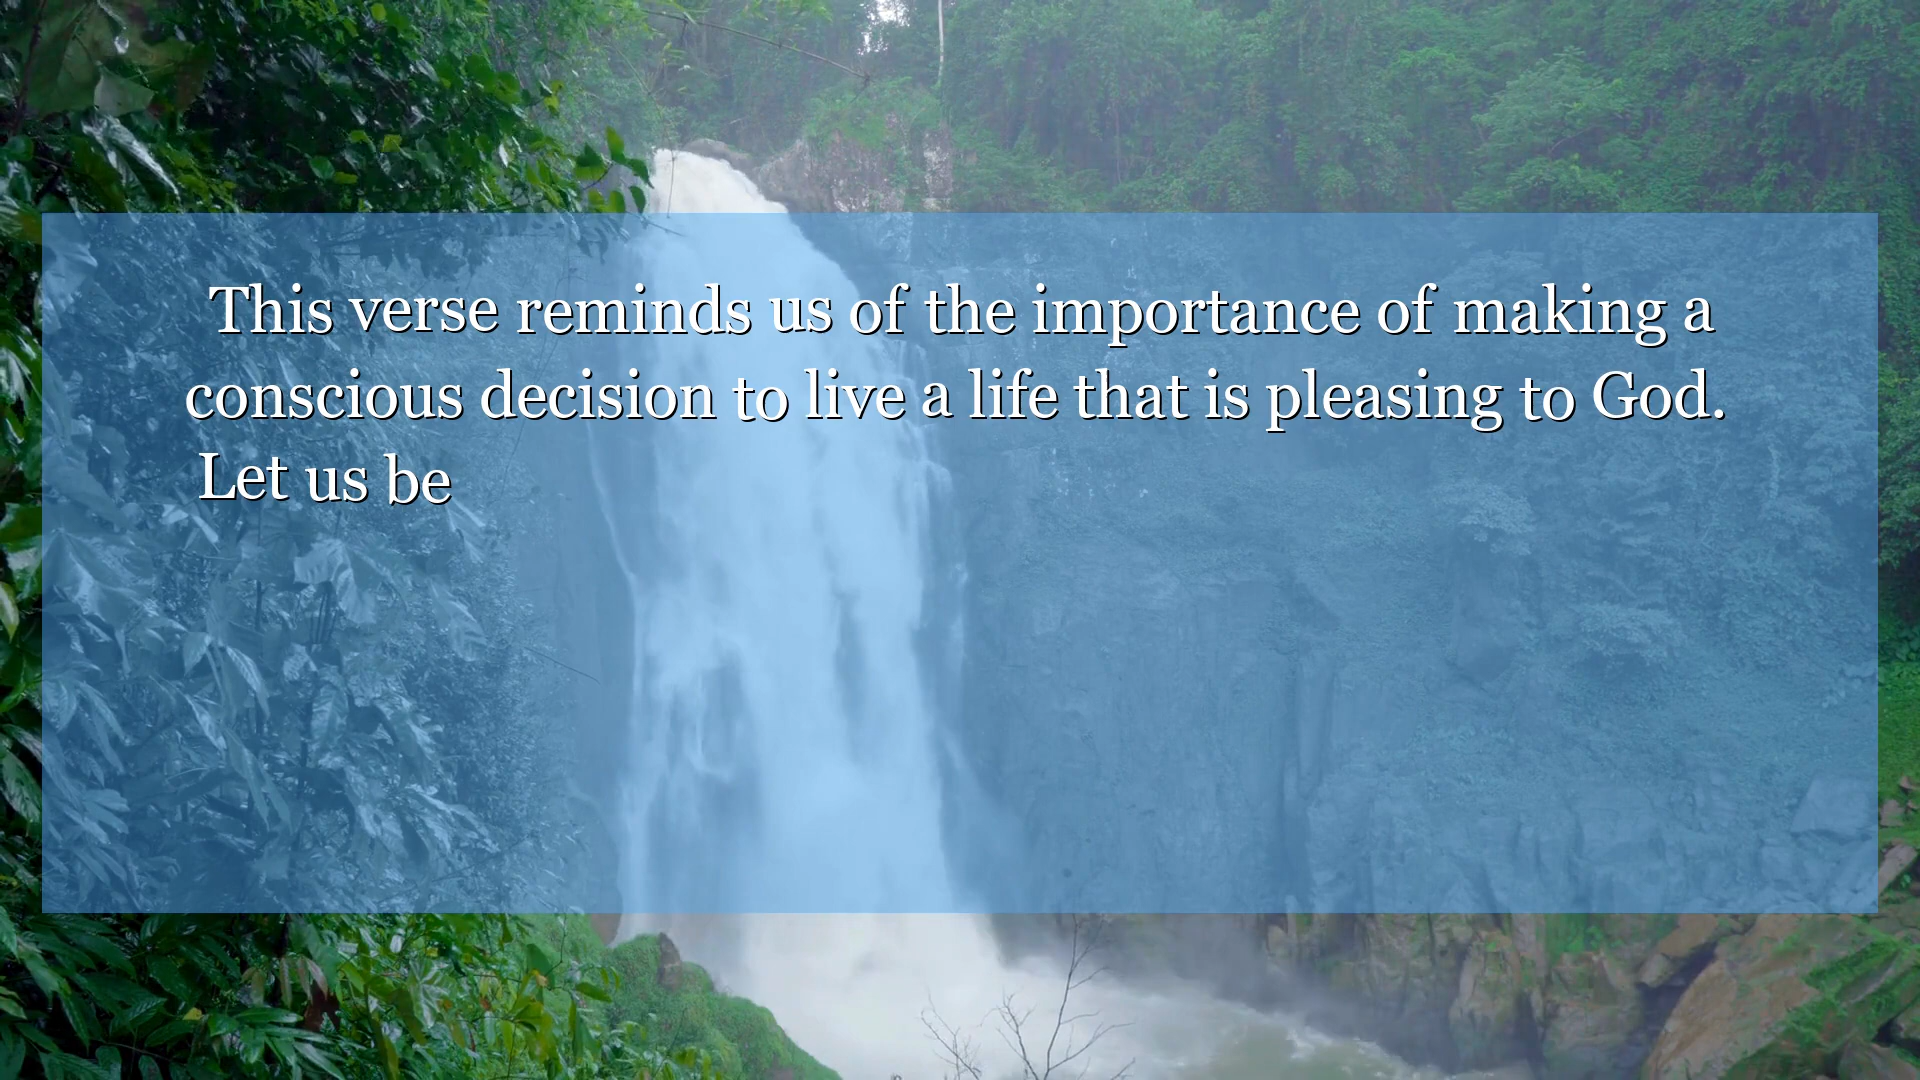 This verse reminds us of the importance of making a
conscious decision to live a life that is pleasing to God.
Let us be